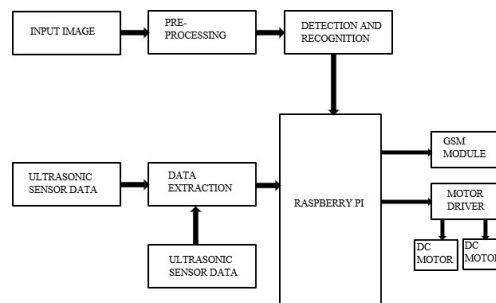 INPUT IMAGE
PRE-
PROCESSING
DETECTION AND
RECOGNITION
GSM
MODULE
ULTRASONIC
SENSOR DATA
DATA
EXTRACTION
RASPBERRY PI
MOTOR
DRIVER
DC
MOTOR
DC
MOTOR
ULTRASONIC
SENSOR DATA